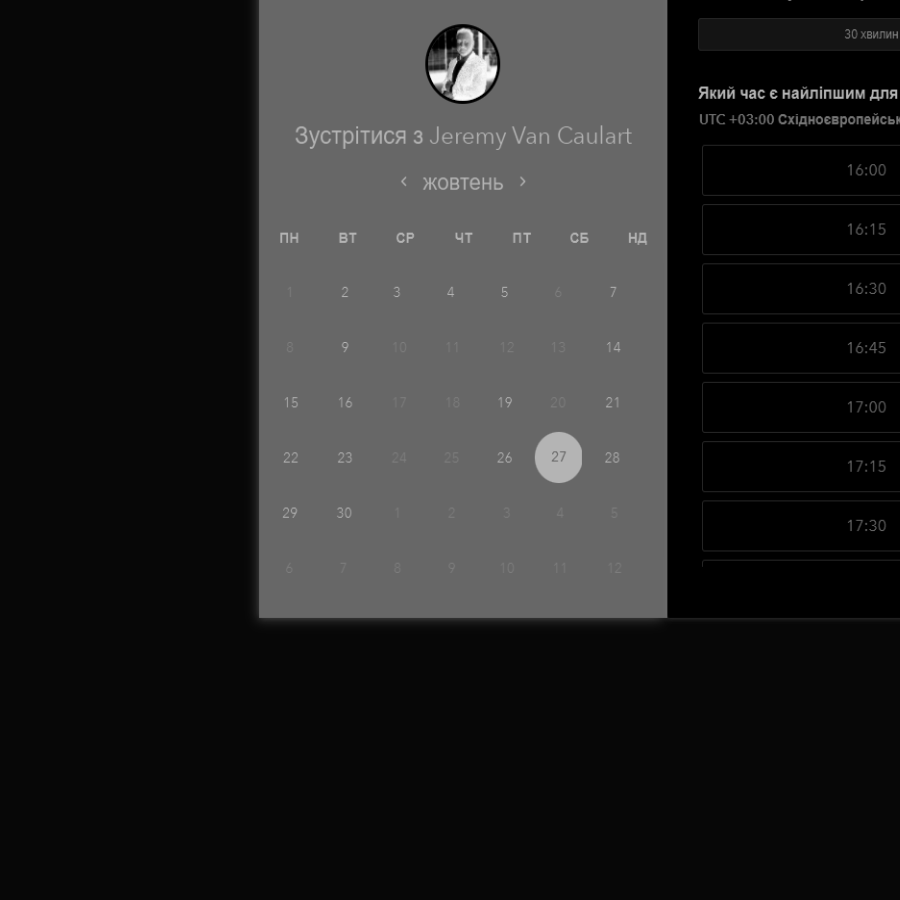 Зустрітися з Jeremy Van Caulart
‹ жовтень ›
ПН ВТ СР ЧТ ПТ СБ НД
1 2 3 4 5 6 7
8 9 10 11 12 13 14
15 16 17 18 19 20 21
22 23 24 25 26 27 28
29 30 1 2 3 4 5
6 7 8 9 10 11 12
30 хвилин
Який час є найліпшим для
UTC +03:00 Східноєвропейськ
16:00
16:15
16:30
16:45
17:00
17:15
17:30